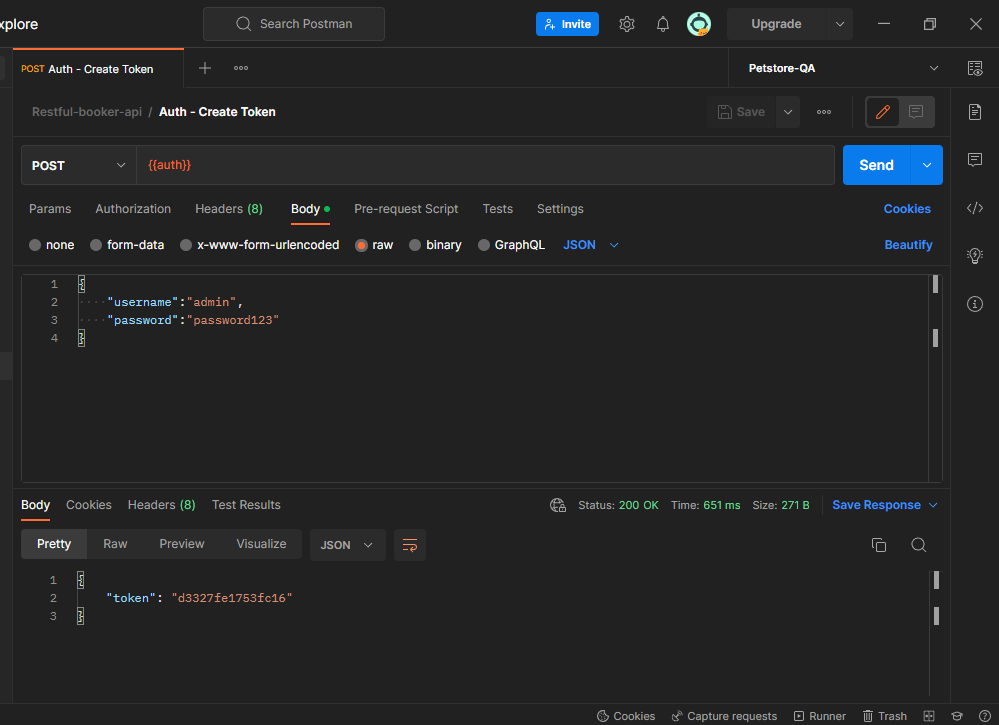 xplore
Search Postman
Invite
Upgrade
POST Auth - Create Token
Petstore-QA
Restful-booker-api / Auth - Create Token
Save
POST
{{auth}}
Send
Params Authorization Headers (8) Body Pre-request Script Tests Settings Cookies
none form-data x-www-form-urlencoded raw binary GraphQL JSON Beautify
1 {
2 "username":"admin",
3 "password":"password123"
4 }
Body Cookies Headers (8) Test Results Status: 200 OK Time: 651 ms Size: 271 B Save Response
Pretty Raw Preview Visualize JSON
1 {
2 "token": "d3327fe1753fc16"
3 }
Cookies Capture requests Runner Trash